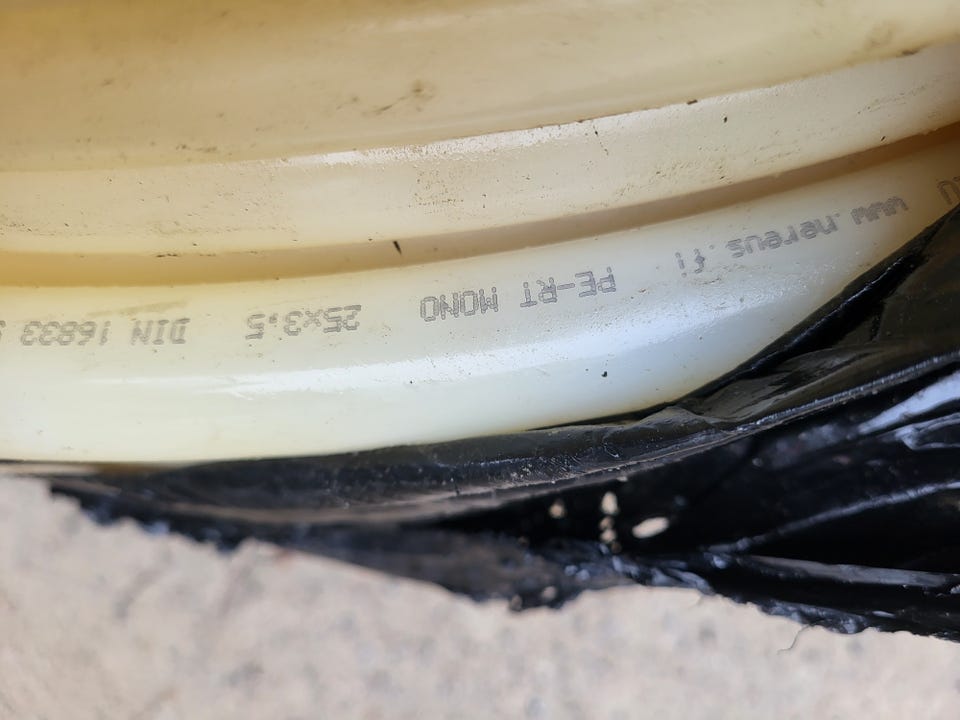 www.nereus.fi PE-RT MONO 25x3.5 DIN 16833